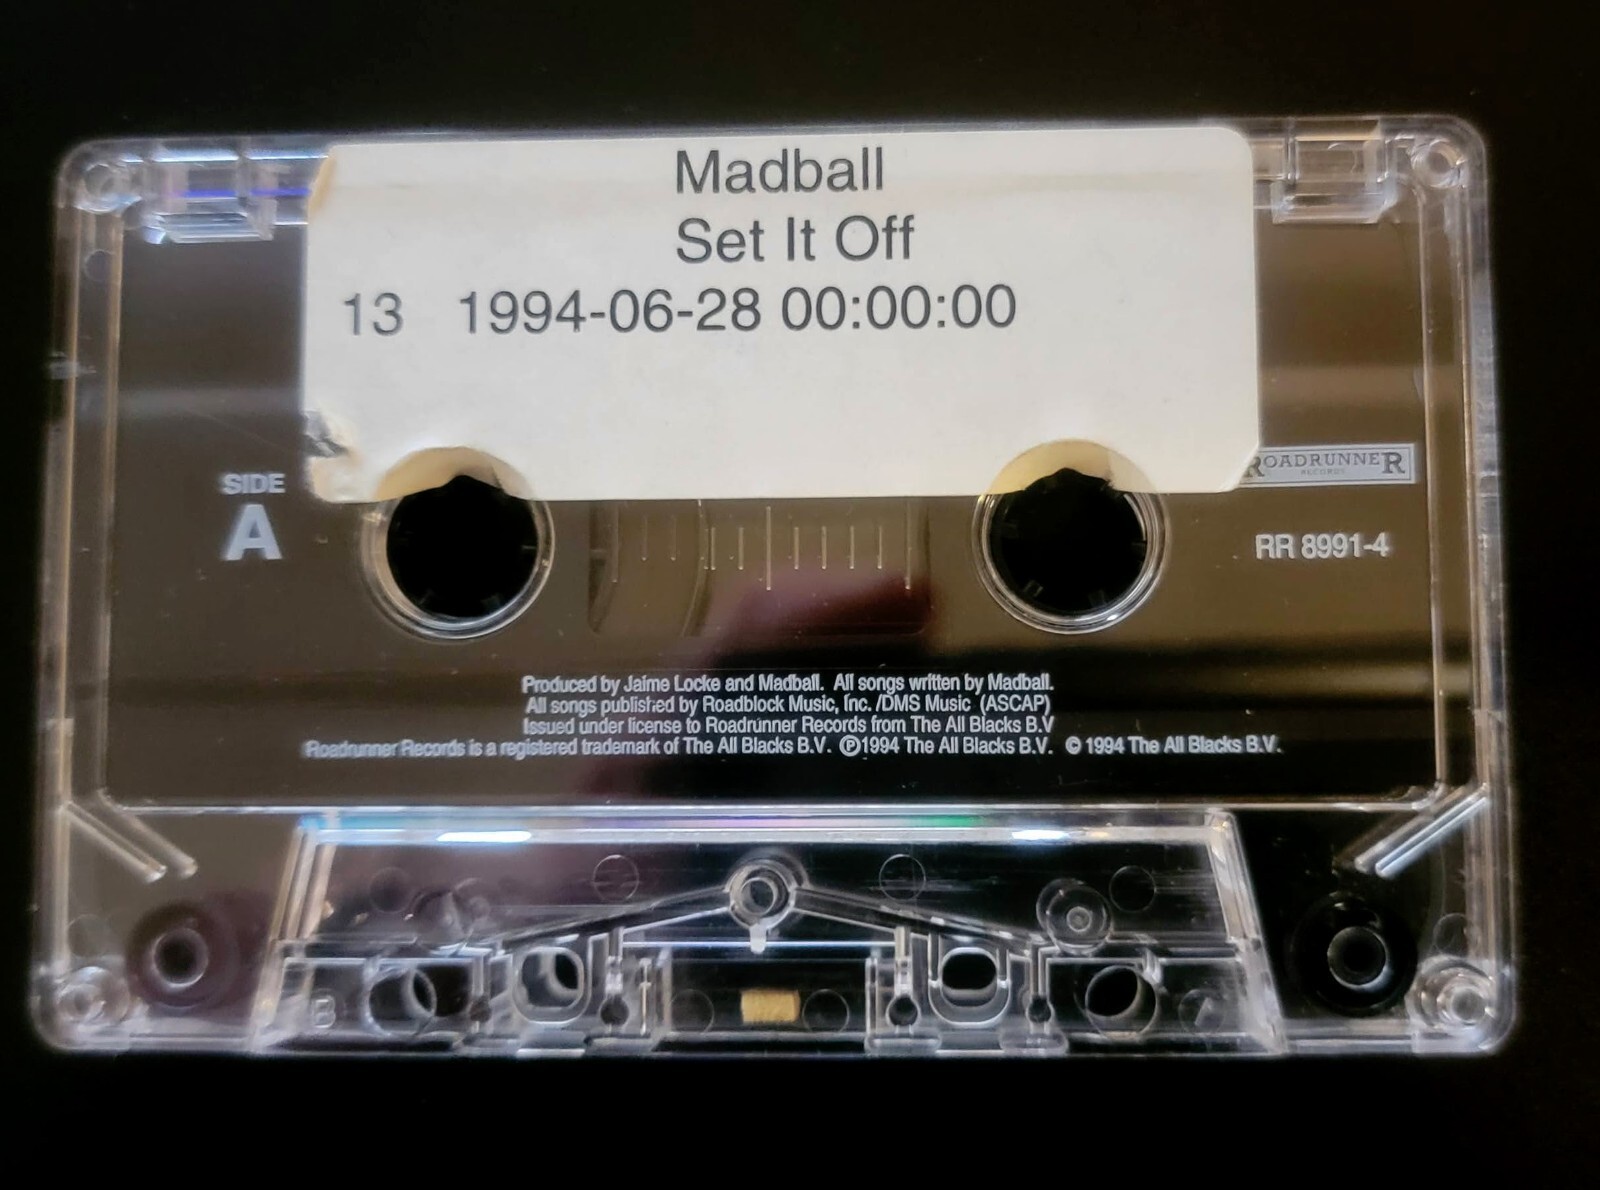 Madball
Set It Off
13 1994-06-28 00:00:00
SIDE
A
ROADRUNNER
RECORDS
RR 8991-4
Produced by Jaime Locke and Madball. All songs written by Madball.
All songs published by Roadblock Music, Inc. /DMS Music (ASCAP)
Issued under license to Roadrunner Records from The All Blacks B.V
Roadrunner Records is a registered trademark of The All Blacks B.V. ℗1994 The All Blacks B.V. © 1994 The All Blacks B.V.
B